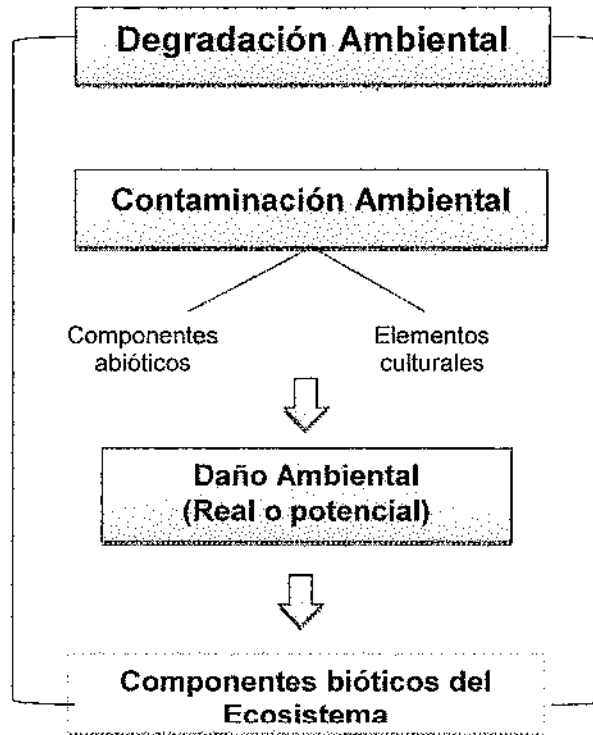 Degradación Ambiental
Contaminación Ambiental
Componentes
abióticos
Elementos
culturales
Daño Ambiental
(Real o potencial)
Componentes bióticos del
Ecosistema